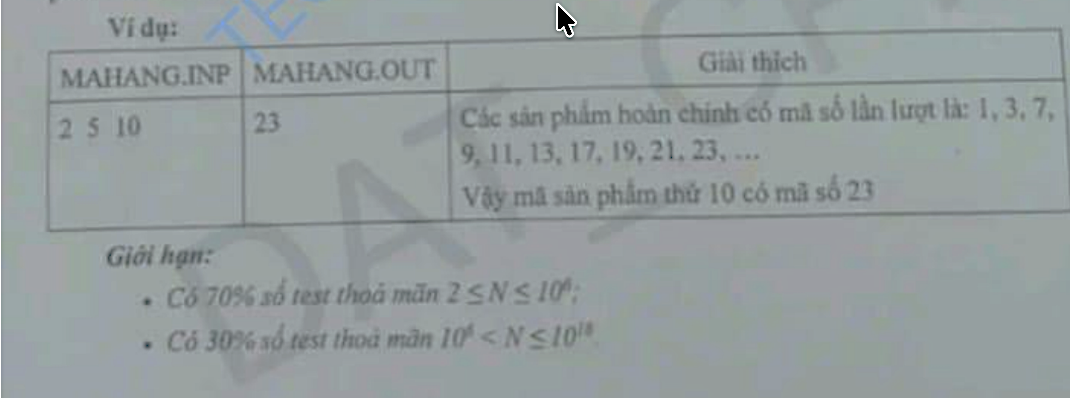 Ví dụ:
MAHANG.INP MAHANG.OUT Giải thích
2 5 10 23 Các sản phẩm hoàn chỉnh có mã số lần lượt là: 1, 3, 7,
9, 11, 13, 17, 19, 21, 23, ...
Vậy mã sản phẩm thứ 10 có mã số 23
Giới hạn:
• Có 70% số test thoả mãn 2 ≤ N ≤ 10⁶;
• Có 30% số test thoả mãn 10⁶ < N ≤ 10¹⁸